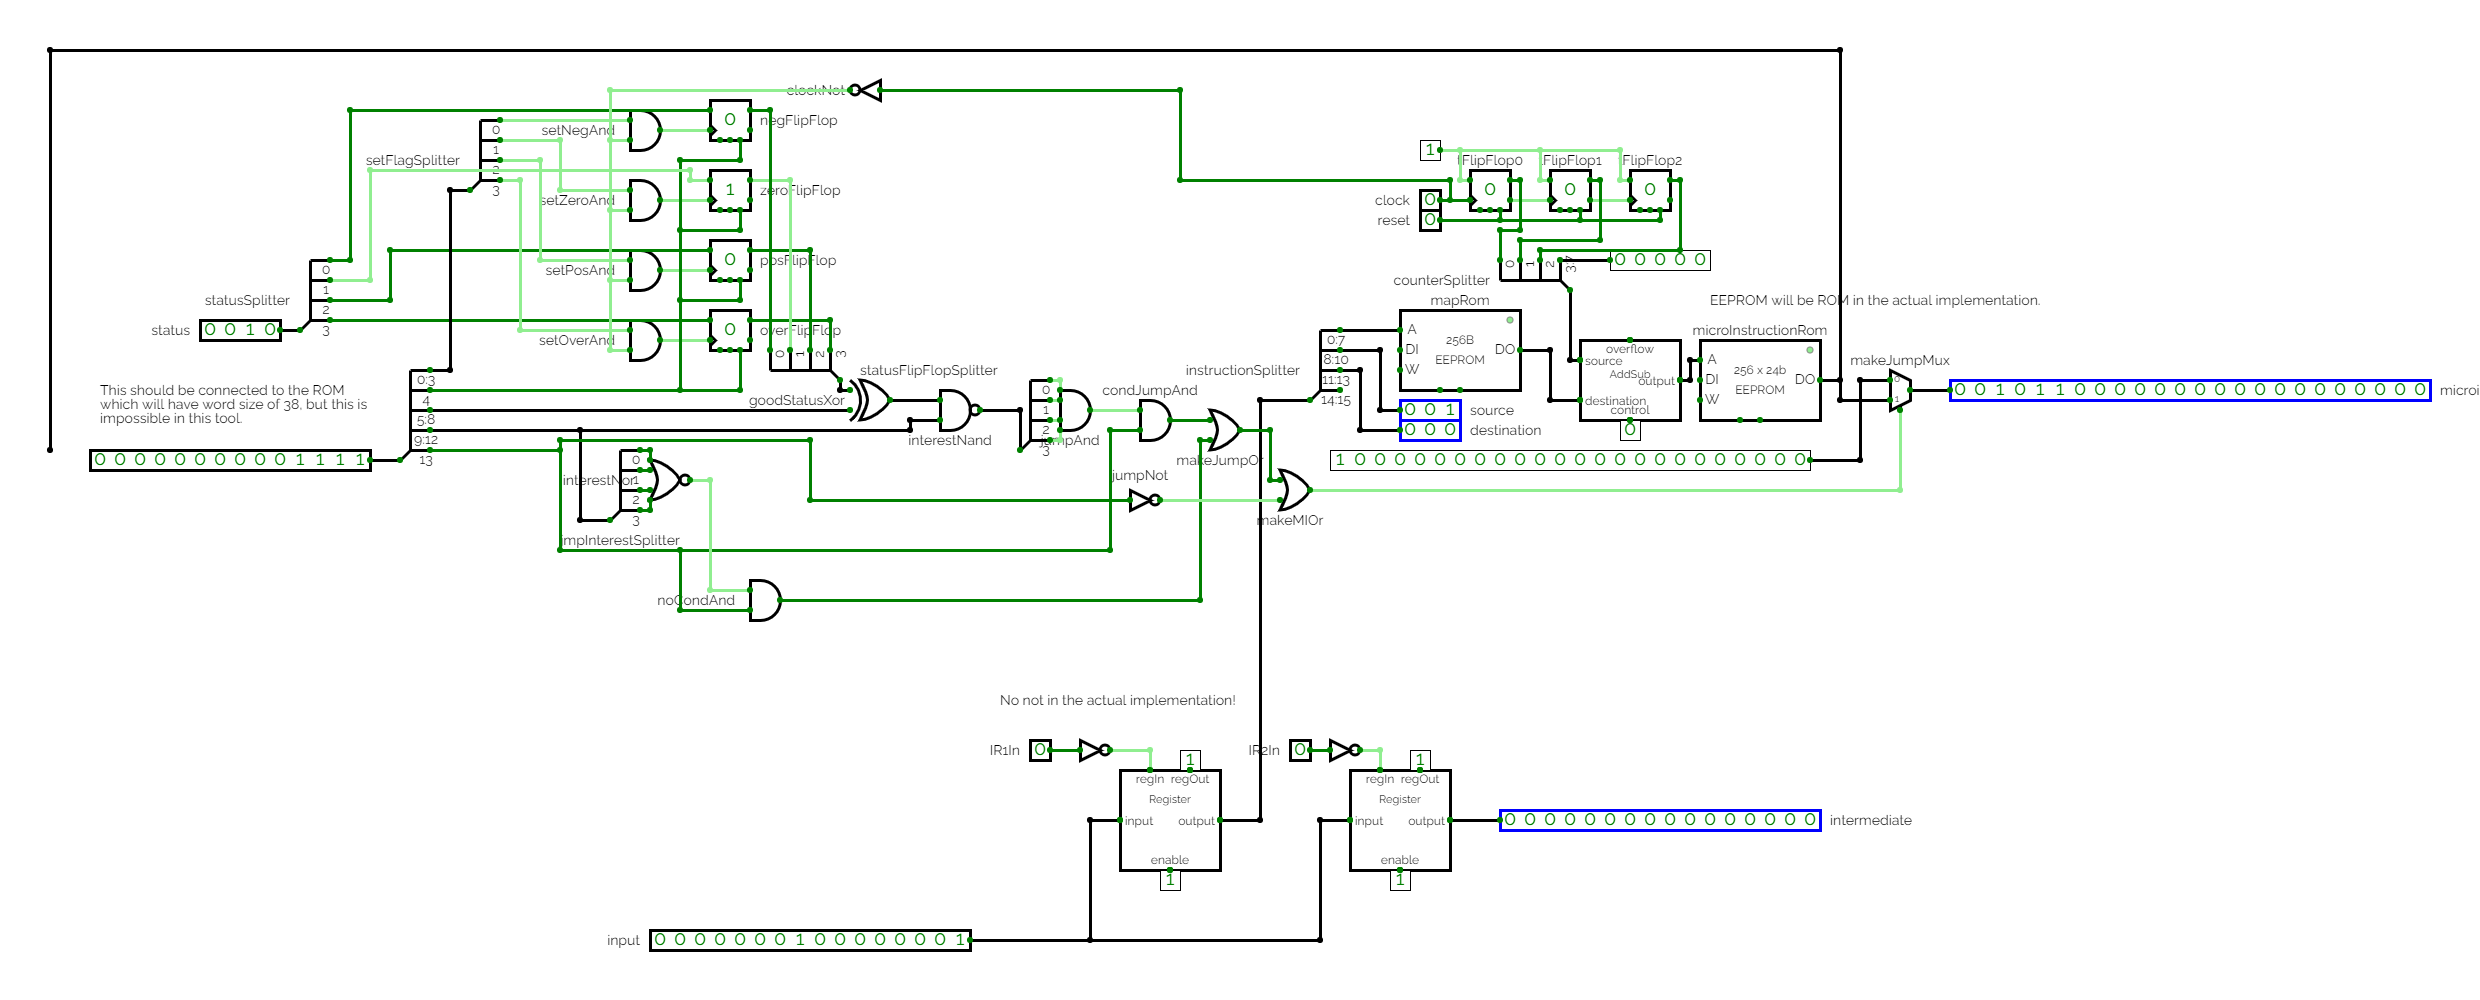 clockNot
0
negFlipFlop
setNegAnd
0
1
2
3
setFlagSplitter
1
FlipFlop0
FlipFlop1
FlipFlop2
0
0
0
1
zeroFlipFlop
setZeroAnd
clock
0
reset
0
0
posFlipFlop
setPosAnd
0
1
2
3
statusSplitter
0
1
2
3:7
0 0 0 0 0
counterSplitter
mapRom
EEPROM will be ROM in the actual implementation.
status
0 0 1 0
0
overFlipFlop
setOverAnd
0
1
2
3
A
DI
W
256B
EEPROM
DO
microInstructionRom
overflow
source
AddSub
output
destination
control
0
A
DI
W
256 x 24b
EEPROM
DO
makeJumpMux
0
1
0 0 1 0 1 1 0 0 0 0 0 0 0 0 0 0 0 0 0 0 0 0 0 0
microi
statusFlipFlopSplitter
instructionSplitter
0:7
8:10
11:13
14:15
This should be connected to the ROM
which will have word size of 38, but this is
impossible in this tool.
0:3
4
5:8
9:12
13
goodStatusXor
interestNand
0
1
2
3
jumpAnd
condJumpAnd
0 0 1
source
0 0 0
destination
makeJumpOr
0 0 0 0 0 0 0 0 0 0 1 1 1 1
1 0 0 0 0 0 0 0 0 0 0 0 0 0 0 0 0 0 0 0 0 0 0 0
interestNor
0
1
2
3
jumpNot
makeMIOr
impInterestSplitter
noCondAnd
No not in the actual implementation!
IR1In
0
1
IR2In
0
1
regIn regOut
Register
input output
enable
1
regIn regOut
Register
input output
enable
1
0 0 0 0 0 0 0 0 0 0 0 0 0 0 0 0
intermediate
input
0 0 0 0 0 0 0 1 0 0 0 0 0 0 0 1